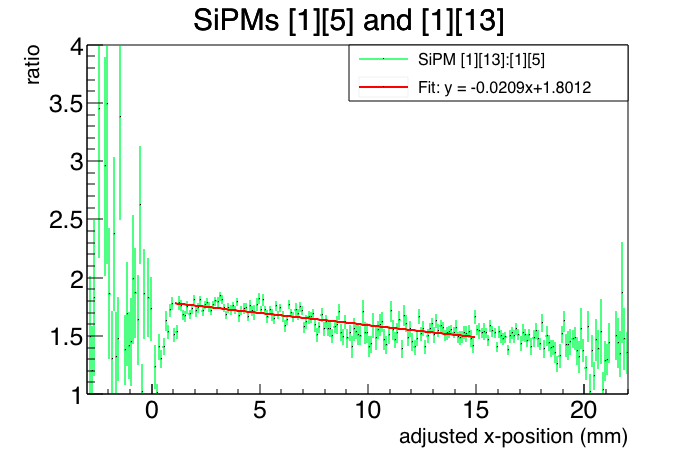 SiPMs [1][5] and [1][13]
ratio
4
3.5
3
2.5
2
1.5
1
SiPM [1][13]:[1][5]
Fit: y = -0.0209x+1.8012
0 5 10 15 20
adjusted x-position (mm)